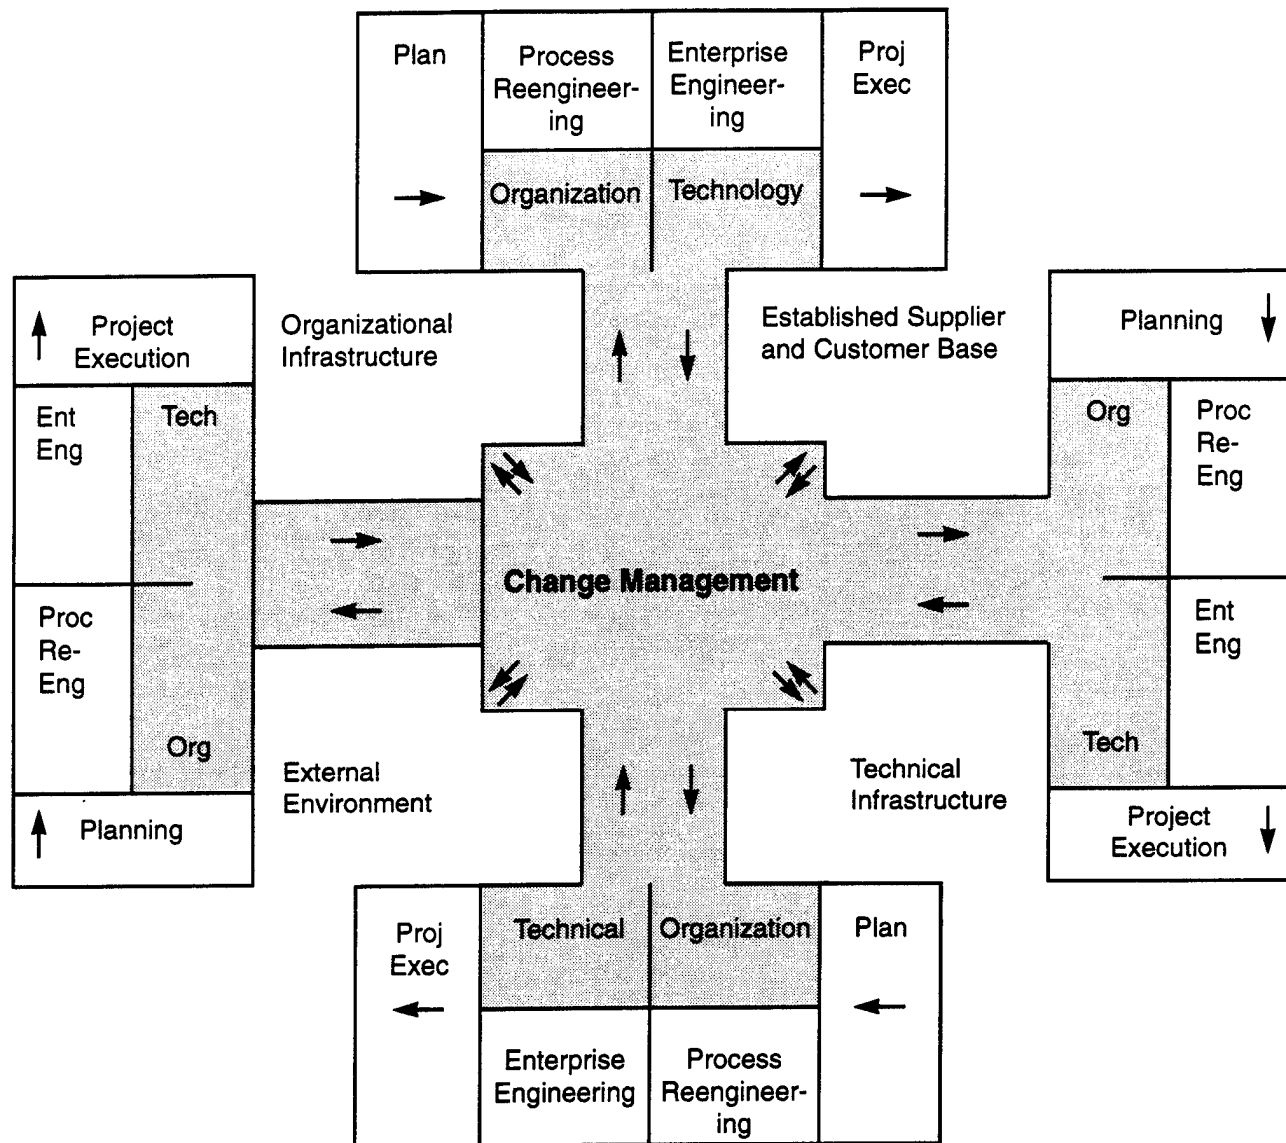 Plan
Process
Reengineer-
ing
Enterprise
Engineer-
ing
Proj
Exec
Organization
Technology
Project
Execution
Organizational
Infrastructure
Established Supplier
and Customer Base
Planning
Ent
Eng
Tech
Org
Proc
Re-
Eng
Change Management
Proc
Re-
Eng
Org
Ent
Eng
Tech
External
Environment
Technical
Infrastructure
Planning
Project
Execution
Proj
Exec
Technical
Organization
Plan
Enterprise
Engineering
Process
Reengineer-
ing